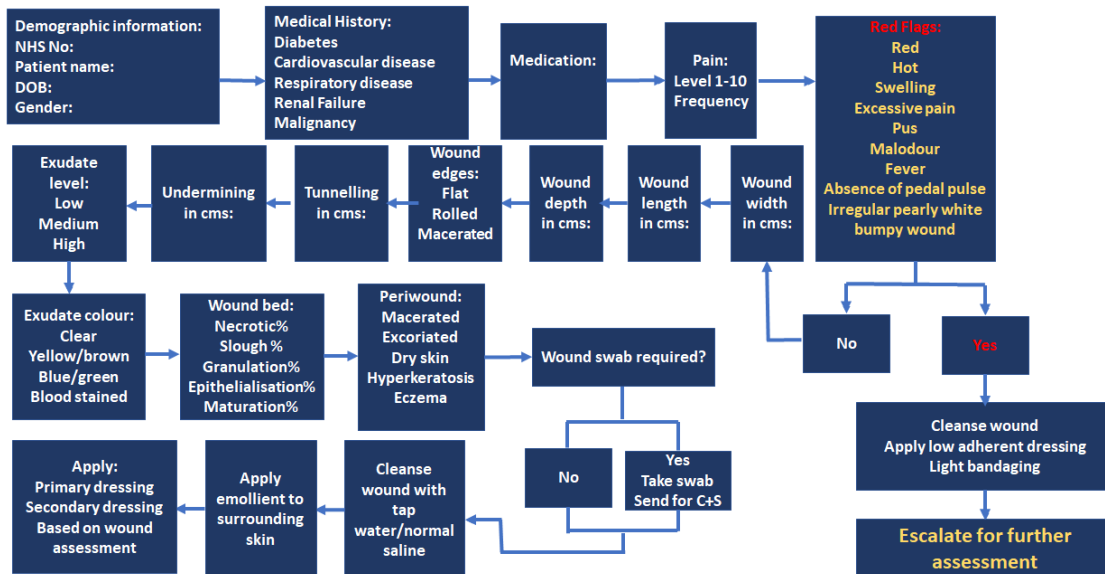 Demographic information:
NHS No:
Patient name:
DOB:
Gender:
Medical History:
Diabetes
Cardiovascular disease
Respiratory disease
Renal Failure
Malignancy
Medication:
Pain:
Level 1-10
Frequency
Red Flags:
Red
Hot
Swelling
Excessive pain
Pus
Malodour
Fever
Absence of pedal pulse
Irregular pearly white
bumpy wound
No
Yes
Cleanse wound
Apply low adherent dressing
Light bandaging
Escalate for further
assessment
Wound
width
in cms:
Wound
length
in cms:
Wound
depth
in cms:
Wound
edges:
Flat
Rolled
Macerated
Tunnelling
in cms:
Undermining
in cms:
Exudate
level:
Low
Medium
High
Exudate colour:
Clear
Yellow/brown
Blue/green
Blood stained
Wound bed:
Necrotic%
Slough %
Granulation%
Epithelialisation%
Maturation%
Periwound:
Macerated
Excoriated
Dry skin
Hyperkeratosis
Eczema
Wound swab required?
No
Yes
Take swab
Send for C+S
Cleanse
wound with
tap
water/normal
saline
Apply
emollient to
surrounding
skin
Apply:
Primary dressing
Secondary dressing
Based on wound
assessment